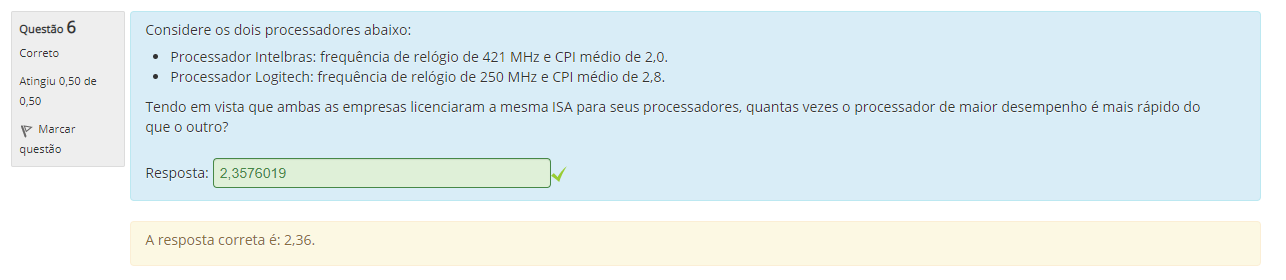 Questão 6
Correto
Atingiu 0,50 de
0,50
Marcar
questão
Considere os dois processadores abaixo:
• Processador Intelbras: frequência de relógio de 421 MHz e CPI médio de 2,0.
• Processador Logitech: frequência de relógio de 250 MHz e CPI médio de 2,8.
Tendo em vista que ambas as empresas licenciaram a mesma ISA para seus processadores, quantas vezes o processador de maior desempenho é mais rápido do
que o outro?
Resposta: 2,3576019
A resposta correta é: 2,36.